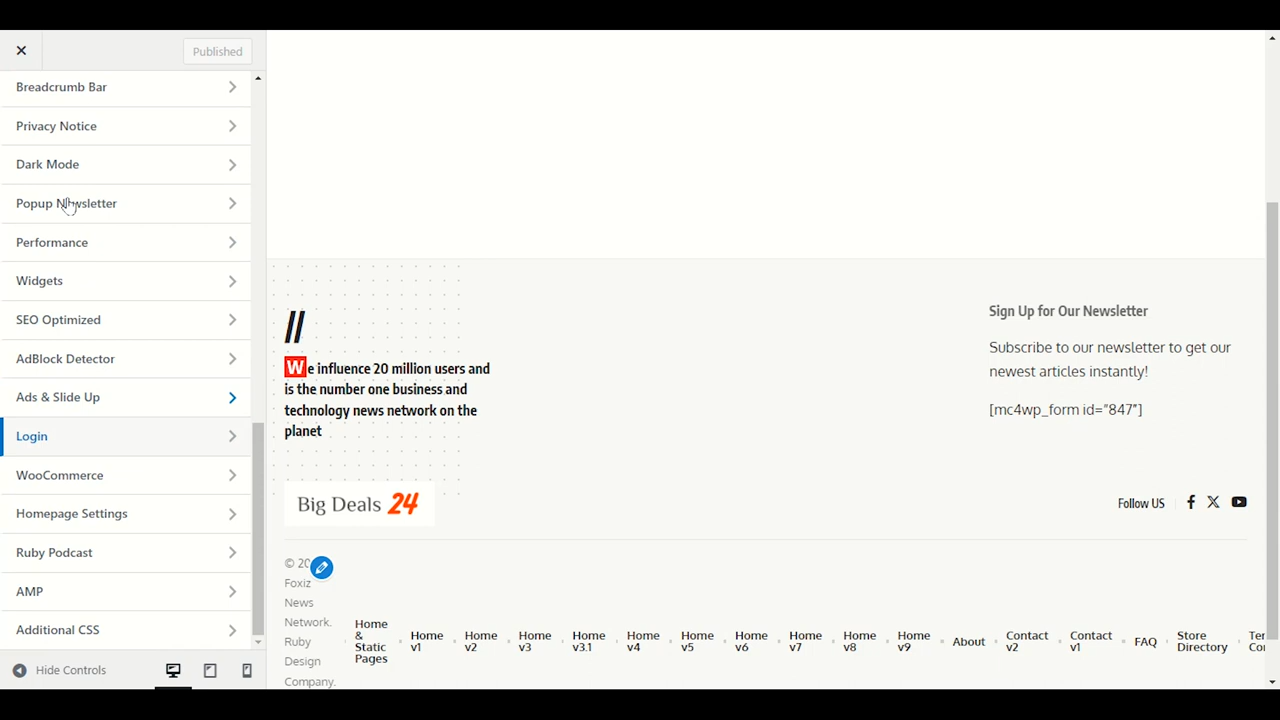 Published
Breadcrumb Bar
Privacy Notice
Dark Mode
Popup Newsletter
Performance
Widgets
SEO Optimized
AdBlock Detector
Ads & Slide Up
Login
WooCommerce
Homepage Settings
Ruby Podcast
AMP
Additional CSS
Hide Controls
//
We influence 20 million users and
is the number one business and
technology news network on the
planet
Sign Up for Our Newsletter
Subscribe to our newsletter to get our
newest articles instantly!
[mc4wp_form id="847"]
Big Deals 24
Follow US
© 20
Foxiz
News
Network.
Ruby
Design
Company.
Home
&
Static
Pages
Home
v1
Home
v2
Home
v3
Home
v3.1
Home
v4
Home
v5
Home
v6
Home
v7
Home
v8
Home
v9
About
Contact
v2
Contact
v1
FAQ
Store
Directory